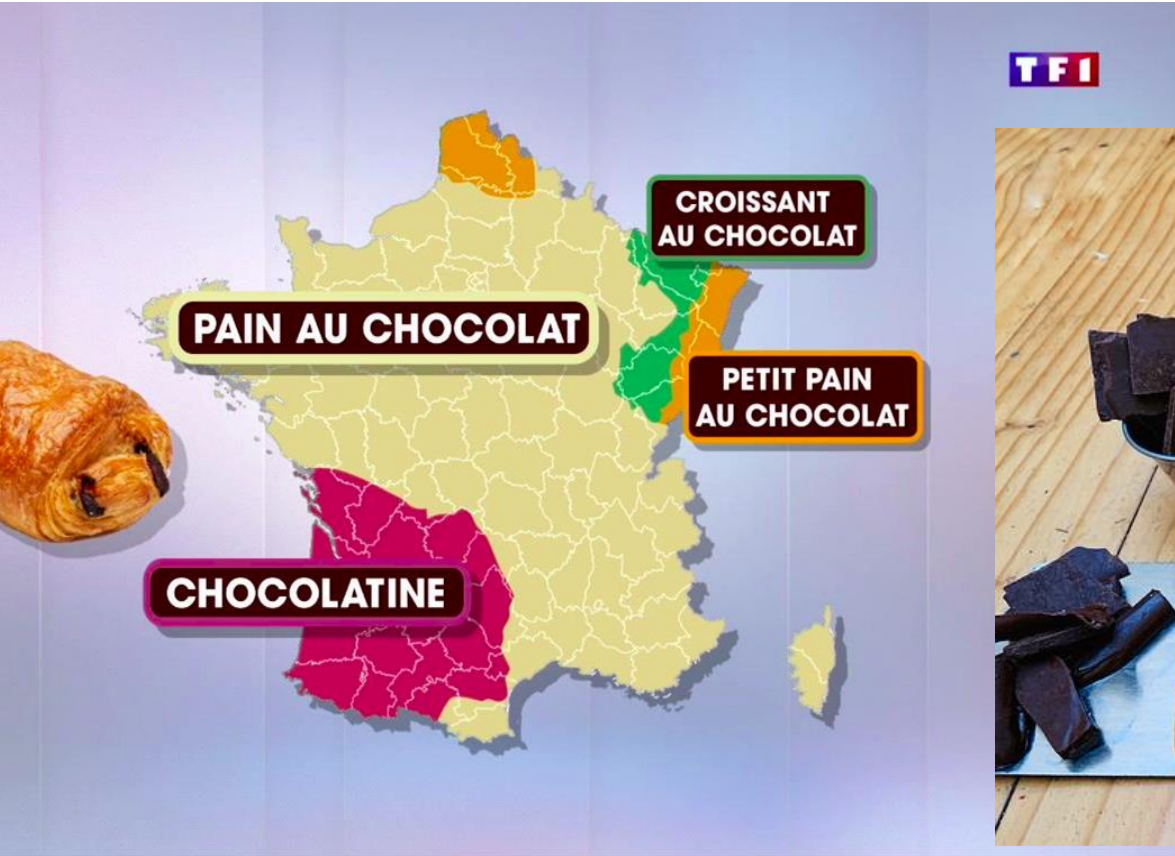 TF1
CROISSANT
AU CHOCOLAT
PAIN AU CHOCOLAT
PETIT PAIN
AU CHOCOLAT
CHOCOLATINE